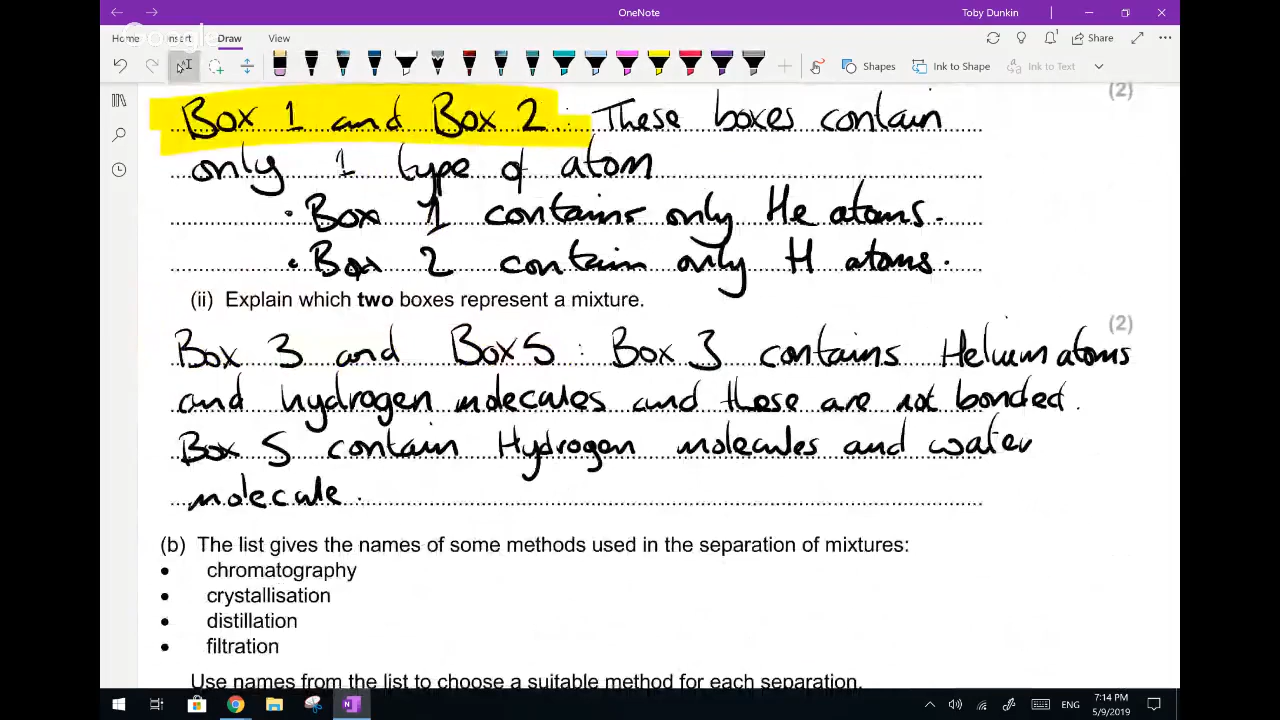 OneNote
Toby Dunkin
Home Insert Draw View
Google
Share
Shapes
Ink to Shape
Ink to Text
(2)
Box 1 and Box 2 : These boxes contain
only 1 type of atom
• Box 1 contains only He atoms.
• Box 2 contain only H atoms.
(ii) Explain which two boxes represent a mixture.
(2)
Box 3 and Box 5 : Box 3 contains Helium atoms
and hydrogen molecules and these are not bonded.
Box 5 contain Hydrogen molecules and water
molecule.
(b) The list gives the names of some methods used in the separation of mixtures:
• chromatography
• crystallisation
• distillation
• filtration
Use names from the list to choose a suitable method for each separation.
ENG
7:14 PM
5/9/2019